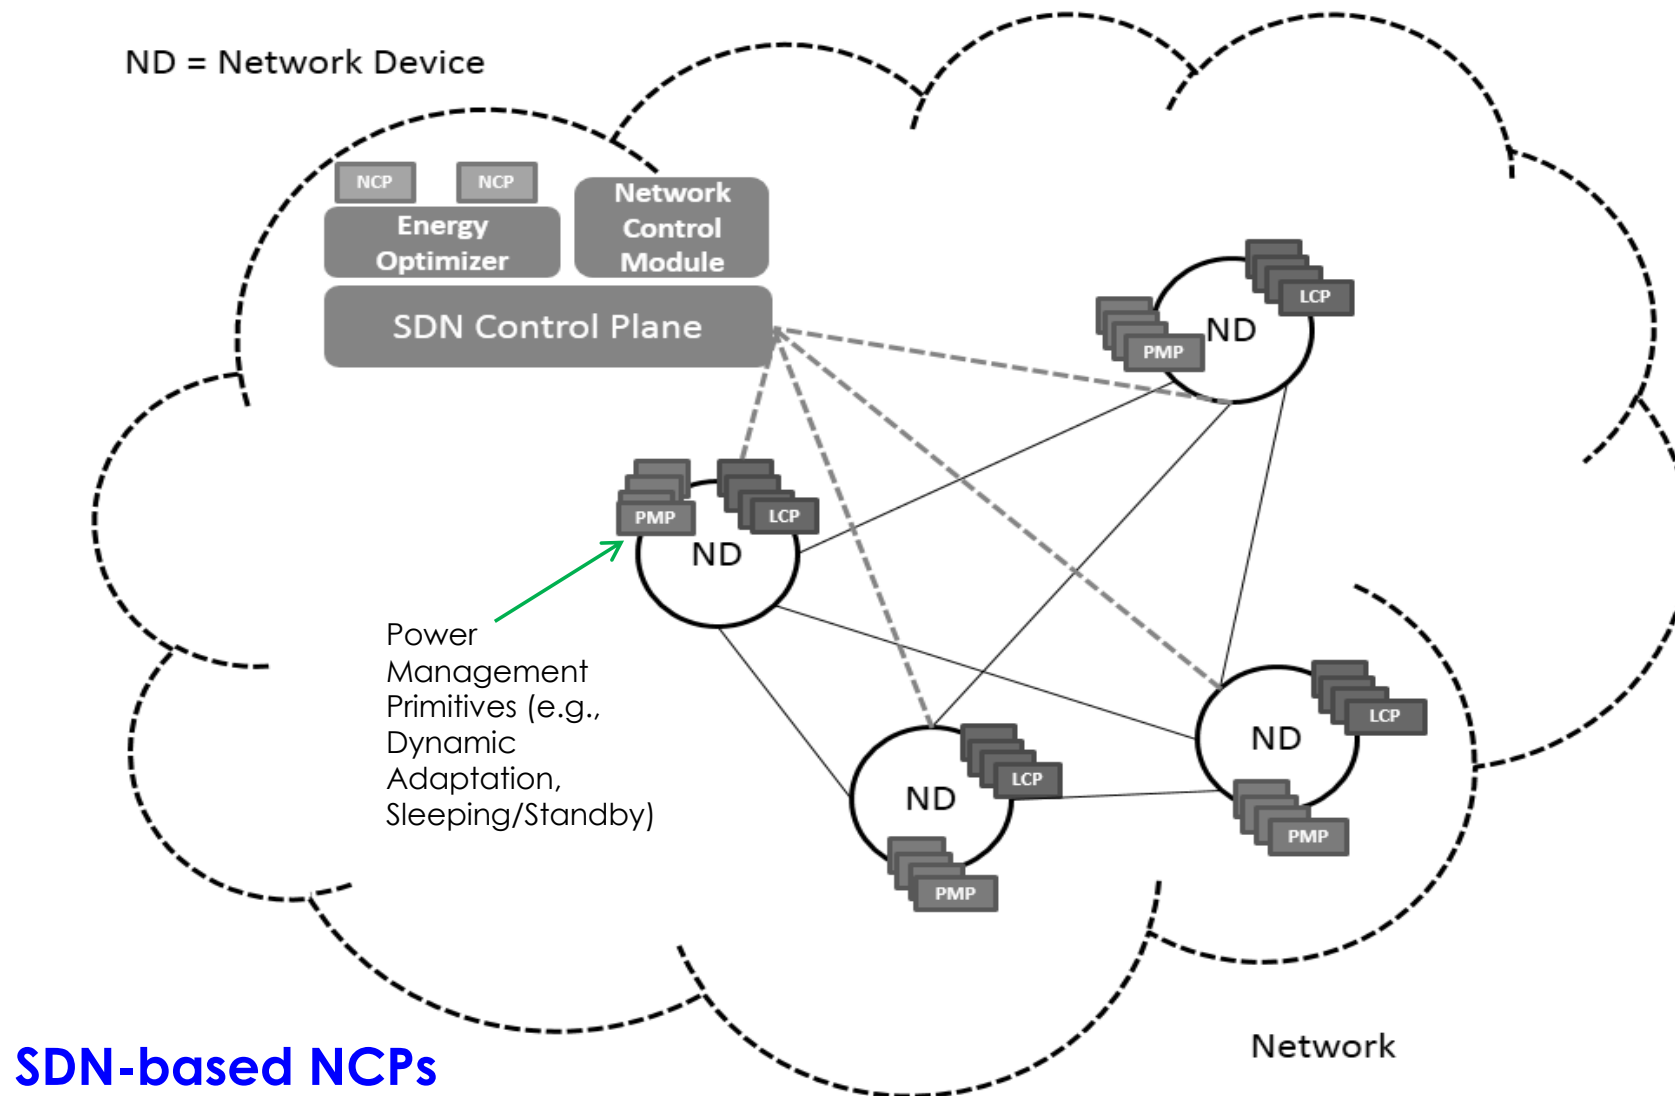 ND = Network Device
NCP
NCP
Energy
Optimizer
Network
Control
Module
SDN Control Plane
LCP
ND
PMP
PMP
LCP
ND
Power
Management
Primitives (e.g.,
Dynamic
Adaptation,
Sleeping/Standby)
LCP
ND
PMP
LCP
ND
PMP
Network
SDN-based NCPs